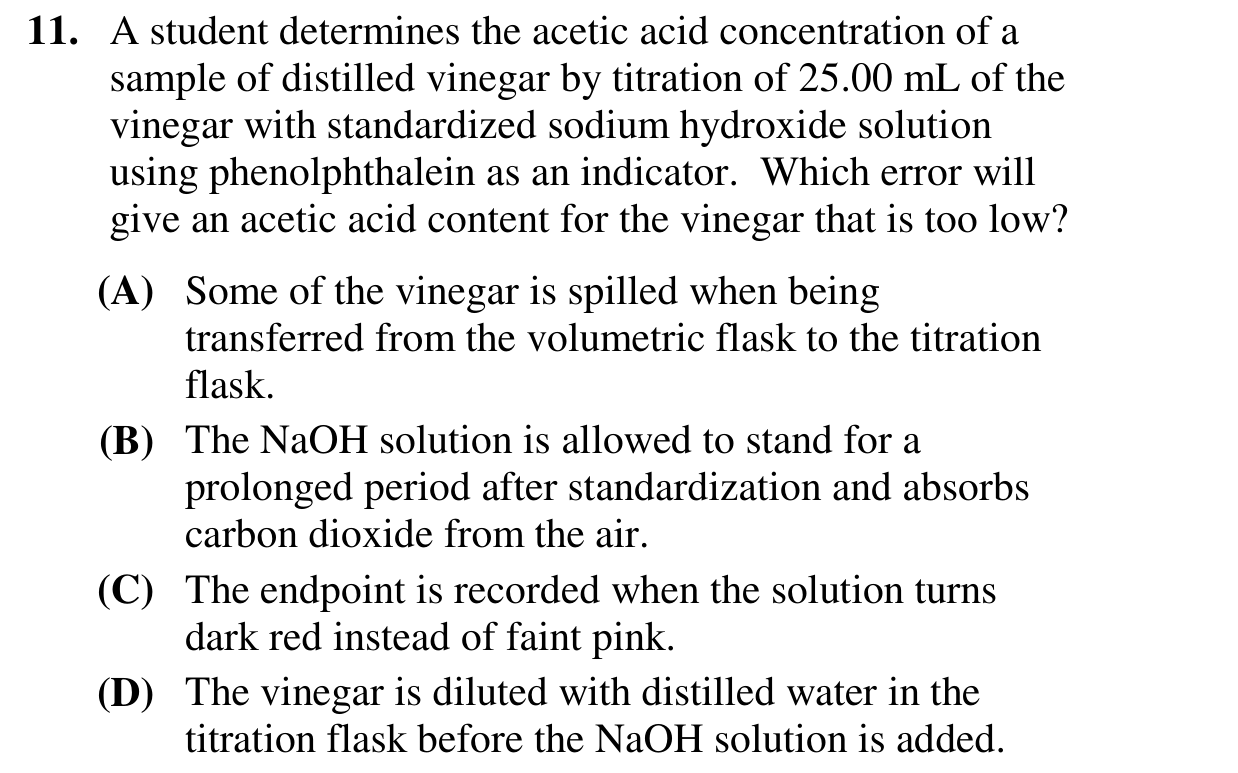 11. A student determines the acetic acid concentration of a
sample of distilled vinegar by titration of 25.00 mL of the
vinegar with standardized sodium hydroxide solution
using phenolphthalein as an indicator. Which error will
give an acetic acid content for the vinegar that is too low?
(A) Some of the vinegar is spilled when being
transferred from the volumetric flask to the titration
flask.
(B) The NaOH solution is allowed to stand for a
prolonged period after standardization and absorbs
carbon dioxide from the air.
(C) The endpoint is recorded when the solution turns
dark red instead of faint pink.
(D) The vinegar is diluted with distilled water in the
titration flask before the NaOH solution is added.